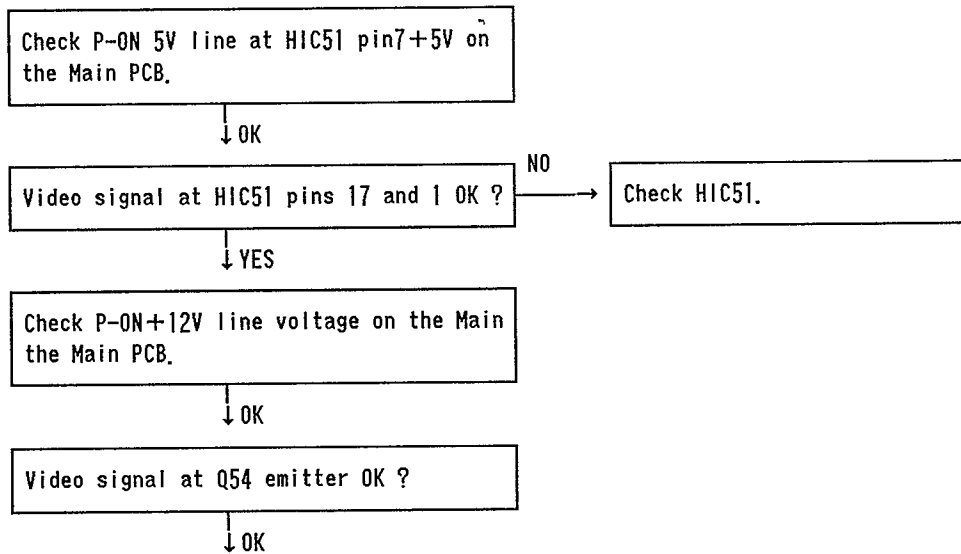 Check P-ON 5V line at HIC51 pin7+5V on
the Main PCB.
↓OK
Video signal at HIC51 pins 17 and 1 OK ?
NO
Check HIC51.
↓YES
Check P-ON+12V line voltage on the Main
the Main PCB.
↓OK
Video signal at Q54 emitter OK ?
↓OK